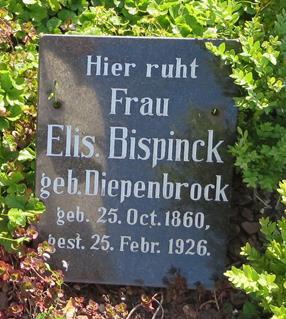 Hier ruht
Frau
Elis. Bispinck
geb. Diepenbrock
geb. 25. Oct. 1860,
gest. 25. Febr. 1926.